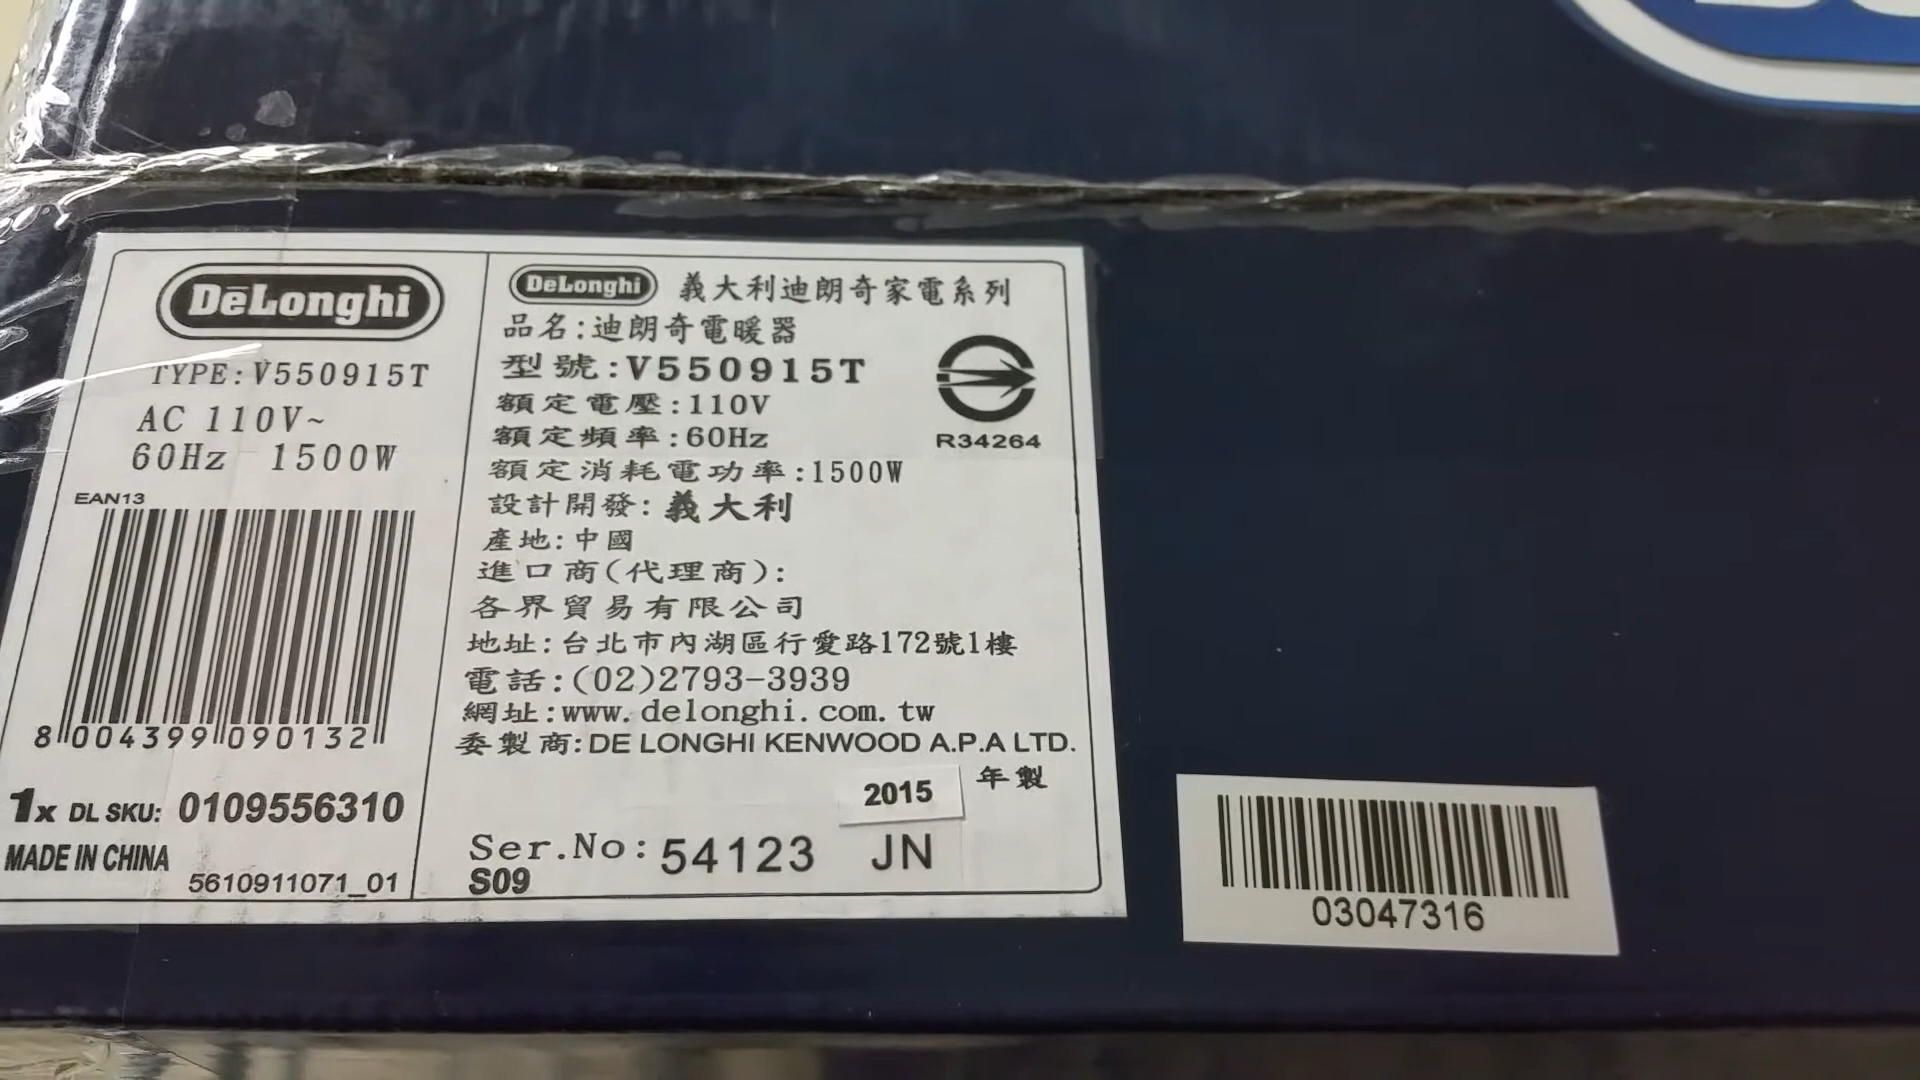 DeLonghi
TYPE:V550915T
AC 110V~
60Hz 1500W
EAN13
8 004399 090132
1x DL SKU: 0109556310
MADE IN CHINA
5610911071_01
DeLonghi 義大利迪朗奇家電系列
品名:迪朗奇電暖器
型號:V550915T
額定電壓:110V
額定頻率:60Hz
R34264
額定消耗電功率:1500W
設計開發:義大利
產地:中國
進口商(代理商):
各界貿易有限公司
地址:台北市內湖區行愛路172號1樓
電話:(02)2793-3939
網址:www.delonghi.com.tw
委製商:DE LONGHI KENWOOD A.P.A LTD.
2015 年製
Ser.No:54123 JN
S09
03047316